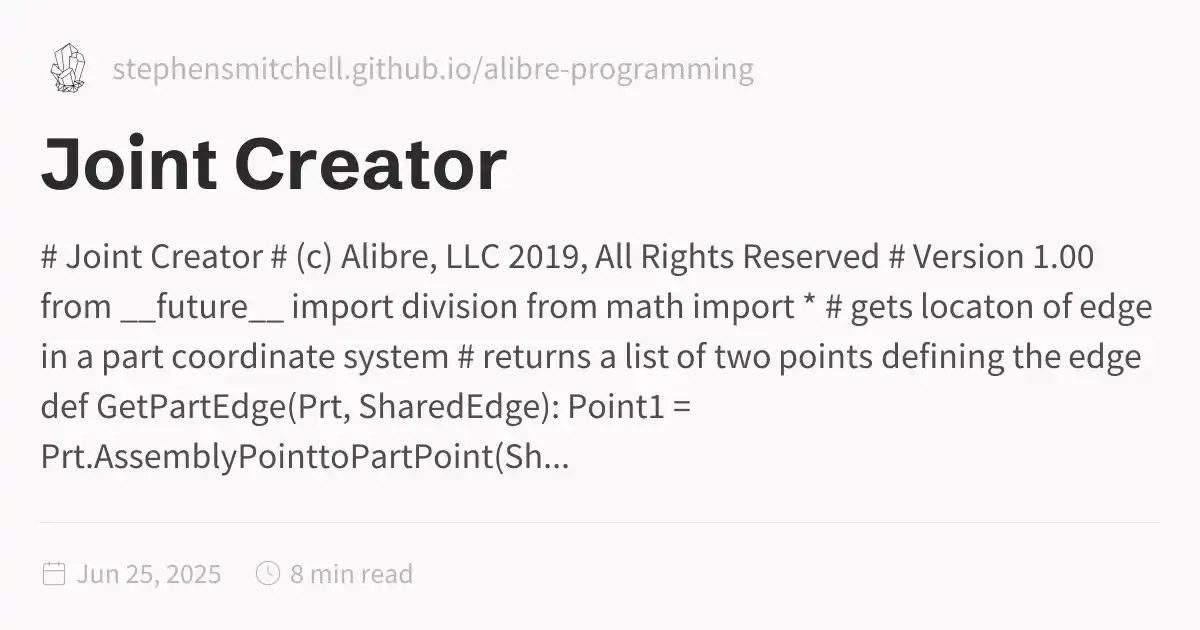 stephensmitchell.github.io/alibre-programming
Joint Creator
# Joint Creator # (c) Alibre, LLC 2019, All Rights Reserved # Version 1.00
from __future__ import division from math import * # gets locaton of edge
in a part coordinate system # returns a list of two points defining the edge
def GetPartEdge(Prt, SharedEdge): Point1 =
Prt.AssemblyPointtoPartPoint(Sh...
Jun 25, 2025 8 min read